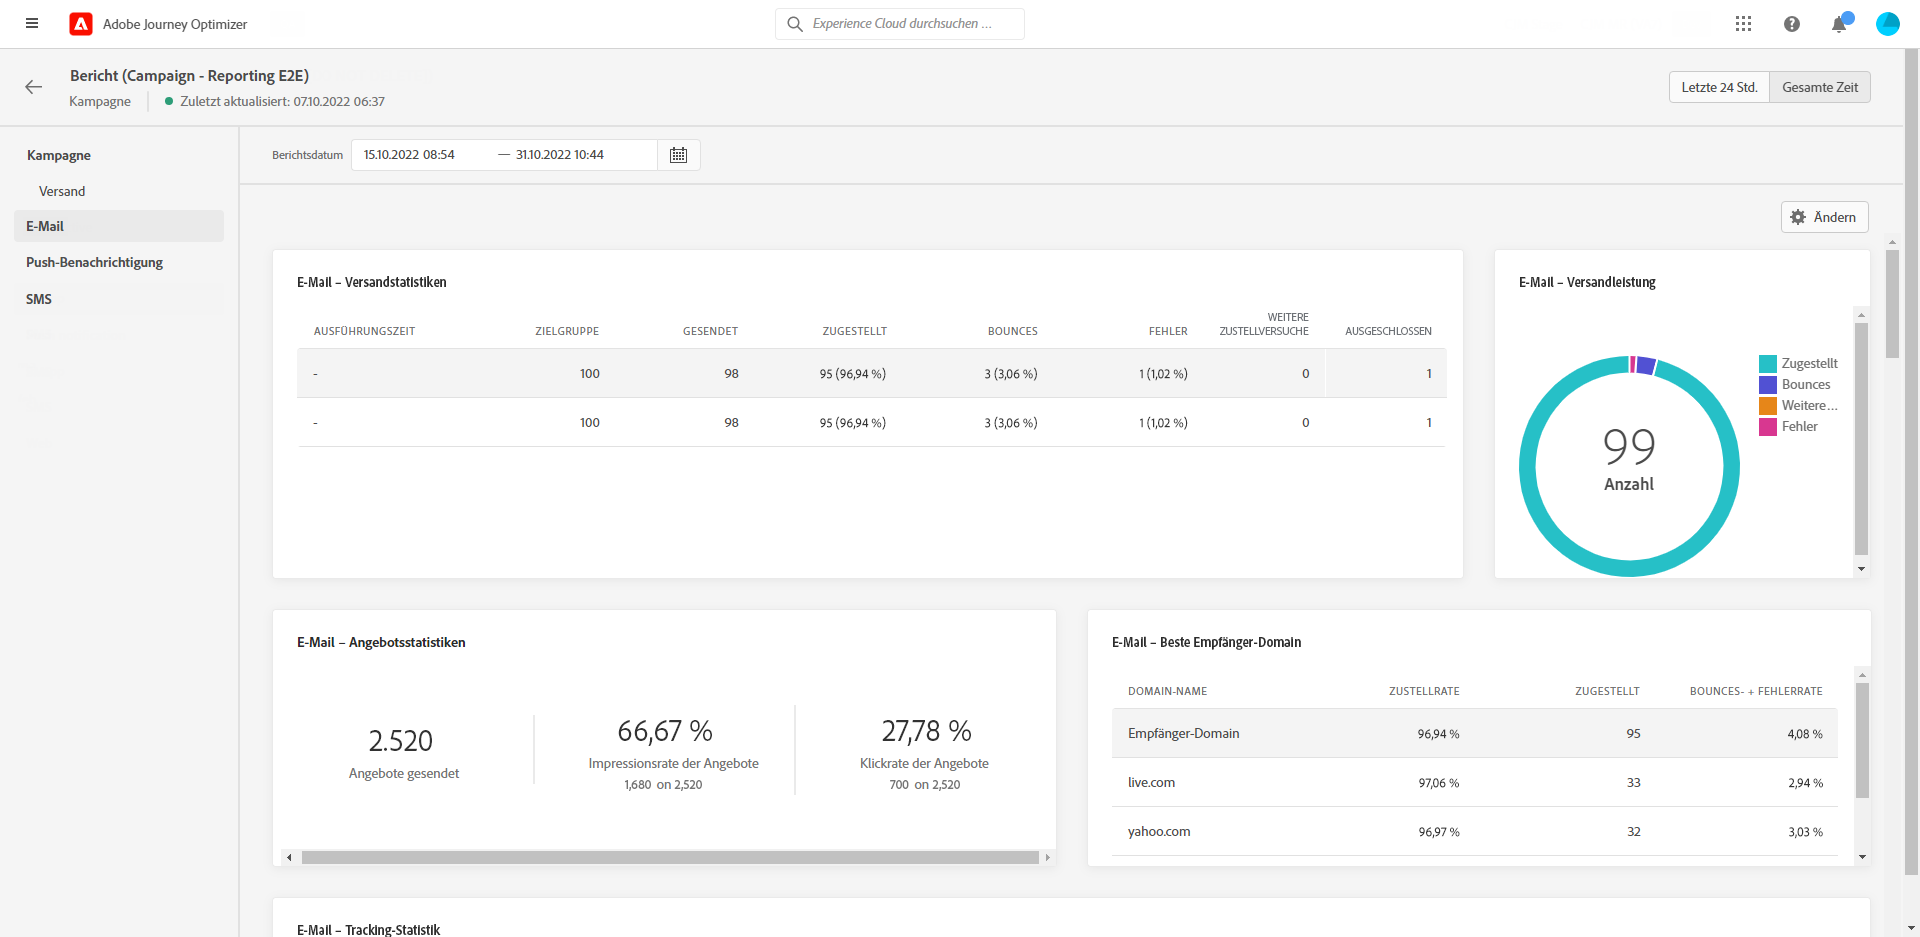 Adobe Journey Optimizer
Experience Cloud durchsuchen ...
Bericht (Campaign - Reporting E2E)
Kampagne
Zuletzt aktualisiert: 07.10.2022 06:37
Letzte 24 Std.
Gesamte Zeit
Kampagne
Versand
E-Mail
Push-Benachrichtigung
SMS
Berichtsdatum
15.10.2022 08:54 — 31.10.2022 10:44
Ändern
E-Mail – Versandstatistiken
AUSFÜHRUNGSZEIT ZIELGRUPPE GESENDET ZUGESTELLT BOUNCES FEHLER WEITERE ZUSTELLVERSUCHE AUSGESCHLOSSEN
- 100 98 95 (96,94 %) 3 (3,06 %) 1 (1,02 %) 0 1
- 100 98 95 (96,94 %) 3 (3,06 %) 1 (1,02 %) 0 1
E-Mail – Versandleistung
99
Anzahl
Zugestellt
Bounces
Weitere...
Fehler
E-Mail – Angebotsstatistiken
2.520
Angebote gesendet
66,67 %
Impressionsrate der Angebote
1,680 on 2,520
27,78 %
Klickrate der Angebote
700 on 2,520
E-Mail – Beste Empfänger-Domain
DOMAIN-NAME ZUSTELLRATE ZUGESTELLT BOUNCES- + FEHLERRATE
Empfänger-Domain 96,94 % 95 4,08 %
live.com 97,06 % 33 2,94 %
yahoo.com 96,97 % 32 3,03 %
E-Mail – Tracking-Statistik